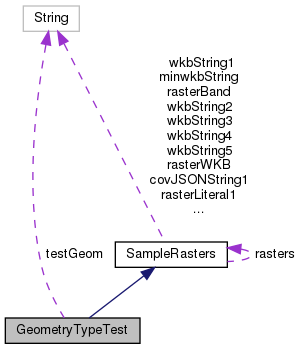 String
wkbString1
minwkbString
rasterBand
wkbString2
wkbString3
wkbString4
wkbString5
rasterWKB
covJSONString1
rasterLiteral1
...
testGeom
SampleRasters
rasters
GeometryTypeTest